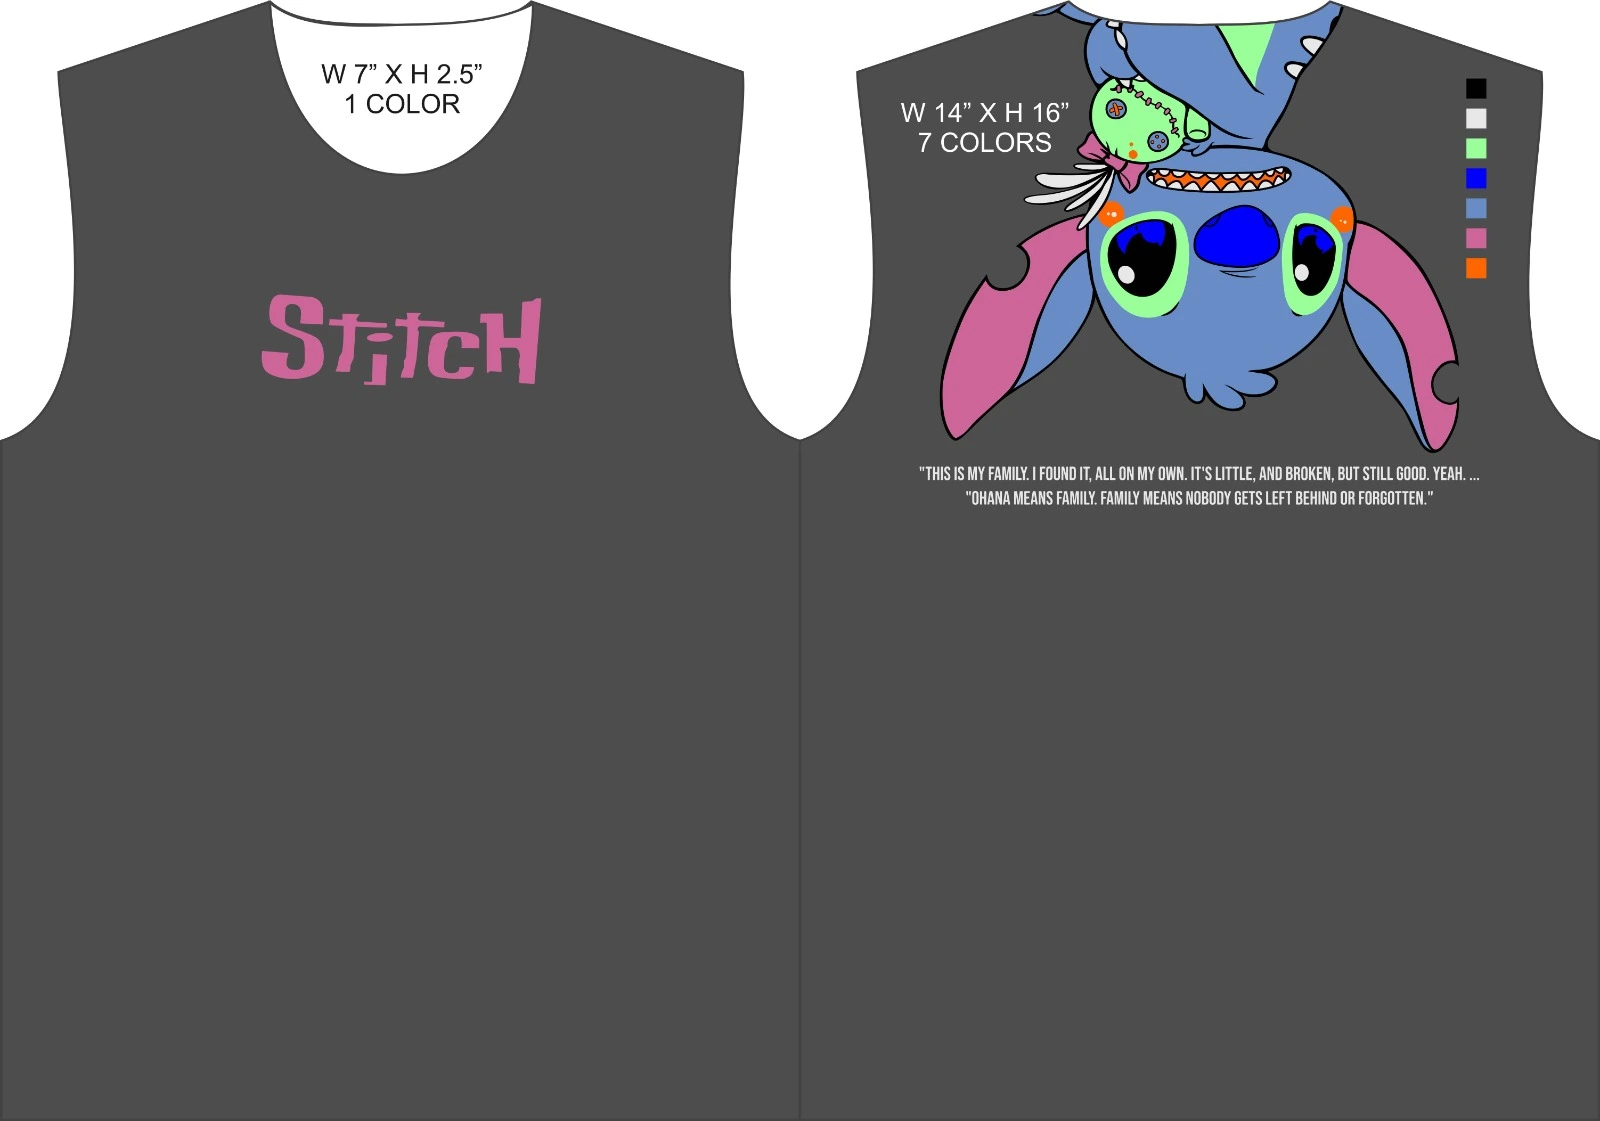 W 7” X H 2.5”
1 COLOR
StitcH
W 14” X H 16”
7 COLORS
"THIS IS MY FAMILY. I FOUND IT, ALL ON MY OWN. IT'S LITTLE, AND BROKEN, BUT STILL GOOD. YEAH. ...
"OHANA MEANS FAMILY. FAMILY MEANS NOBODY GETS LEFT BEHIND OR FORGOTTEN."